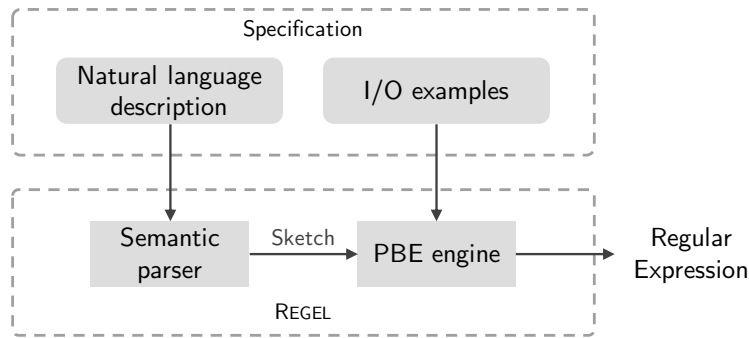 Specification
Natural language
description
I/O examples
Semantic
parser
Sketch
PBE engine
Regular
Expression
REGEL